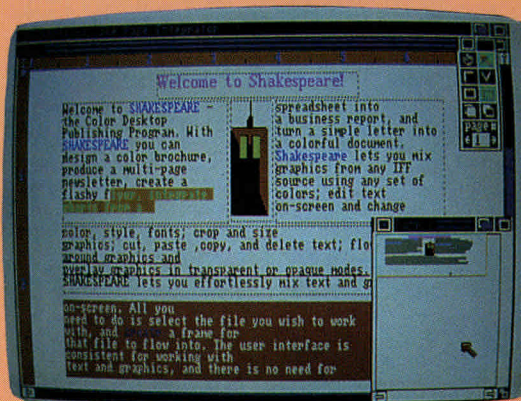 Welcome to Shakespeare!
Welcome to SHAKESPEARE -
the Color Desktop
Publishing Program. With
SHAKESPEARE you can
design a color brochure,
produce a multi-page
newsletter, create a
flashy flyer, integrate
spreadsheet into
a business report, and
turn a simple letter into
a colorful document.
Shakespeare lets you mix
graphics from any IFF
source using any set of
colors; edit text
on-screen and change
color, style, fonts; crop and size
graphics; cut, paste ,copy, and delete text; flo
around graphics and
overlay graphics in transparent or opaque modes.
SHAKESPEARE lets you effortlessly mix text and g
on-screen. All you
need to do is select the file you wish to work
with, and a frame for
that file to flow into. The user interface is
consistent for working with
text and graphics, and there is no need for
page #
1